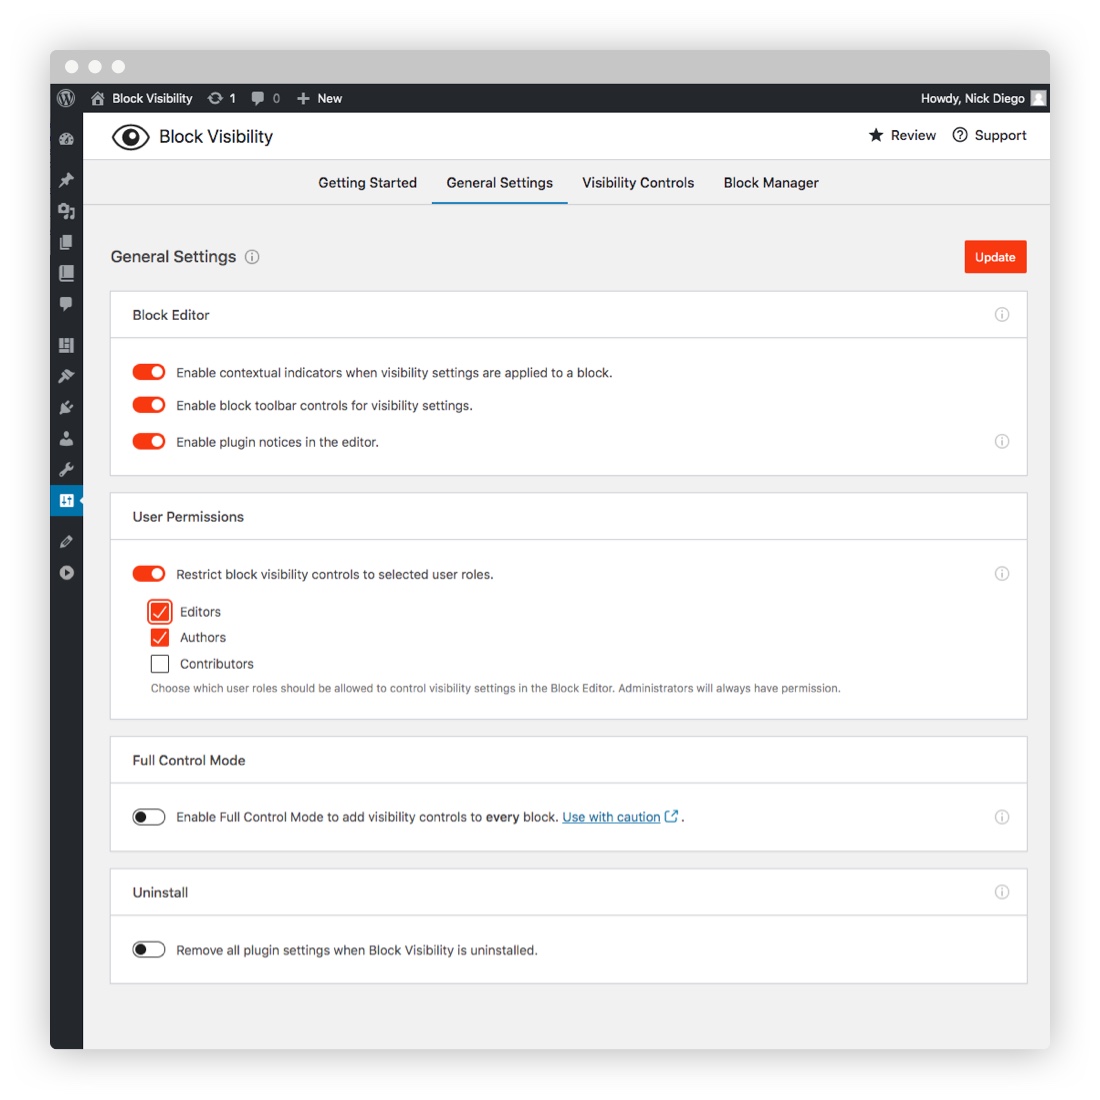 Block Visibility 1 0 New Howdy, Nick Diego
Block Visibility Review Support
Getting Started General Settings Visibility Controls Block Manager
General Settings Update
Block Editor
Enable contextual indicators when visibility settings are applied to a block.
Enable block toolbar controls for visibility settings.
Enable plugin notices in the editor.
User Permissions
Restrict block visibility controls to selected user roles.
Editors
Authors
Contributors
Choose which user roles should be allowed to control visibility settings in the Block Editor. Administrators will always have permission.
Full Control Mode
Enable Full Control Mode to add visibility controls to every block. Use with caution .
Uninstall
Remove all plugin settings when Block Visibility is uninstalled.